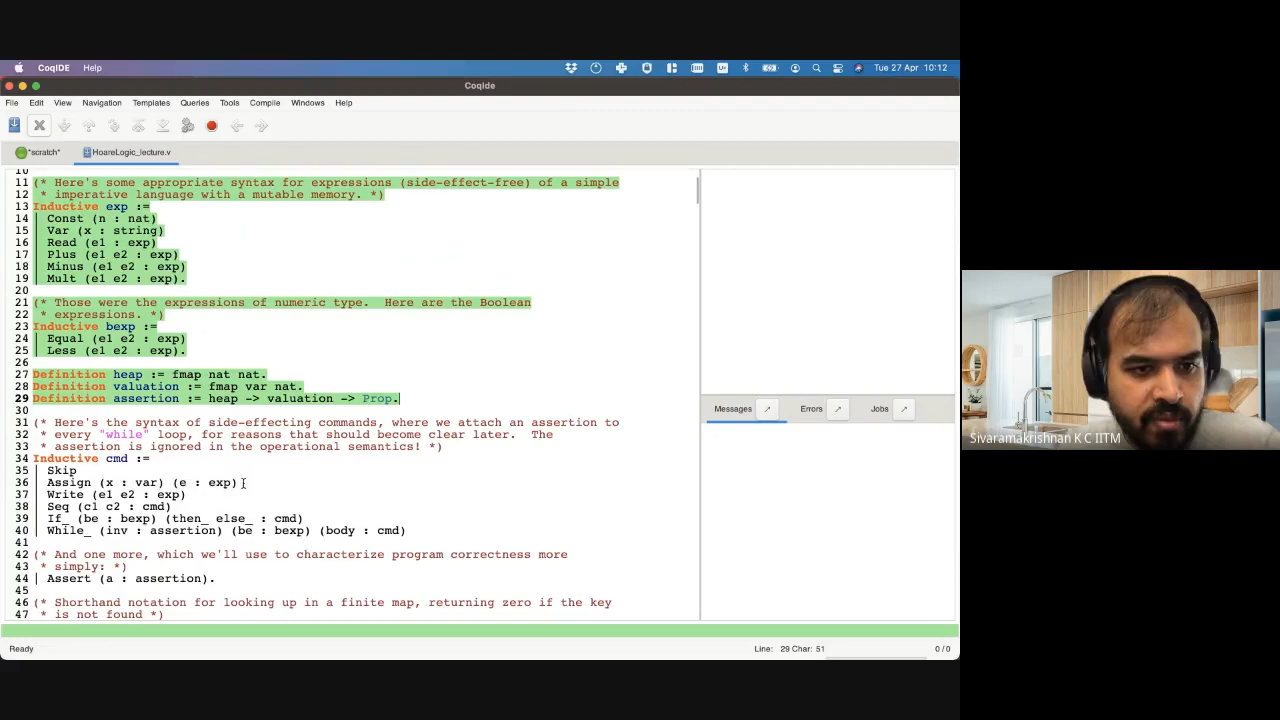 CoqIDE Help Tue 27 Apr 10:12
CoqIde
File Edit View Navigation Templates Queries Tools Compile Windows Help
*scratch* HoareLogic_lecture.v
11 (* Here's some appropriate syntax for expressions (side-effect-free) of a simple
12 * imperative language with a mutable memory. *)
13 Inductive exp :=
14 | Const (n : nat)
15 | Var (x : string)
16 | Read (e1 : exp)
17 | Plus (e1 e2 : exp)
18 | Minus (e1 e2 : exp)
19 | Mult (e1 e2 : exp).
20
21 (* Those were the expressions of numeric type.  Here are the Boolean
22 * expressions. *)
23 Inductive bexp :=
24 | Equal (e1 e2 : exp)
25 | Less (e1 e2 : exp).
26
27 Definition heap := fmap nat nat.
28 Definition valuation := fmap var nat.
29 Definition assertion := heap -> valuation -> Prop.
30
31 (* Here's the syntax of side-effecting commands, where we attach an assertion to
32 * every "while" loop, for reasons that should become clear later.  The
33 * assertion is ignored in the operational semantics! *)
34 Inductive cmd :=
35 | Skip
36 | Assign (x : var) (e : exp)
37 | Write (e1 e2 : exp)
38 | Seq (c1 c2 : cmd)
39 | If_ (be : bexp) (then_ else_ : cmd)
40 | While_ (inv : assertion) (be : bexp) (body : cmd)
41
42 (* And one more, which we'll use to characterize program correctness more
43 * simply: *)
44 | Assert (a : assertion).
45
46 (* Shorthand notation for looking up in a finite map, returning zero if the key
47 * is not found *)
Messages Errors Jobs
Ready Line: 29 Char: 51 0 / 0
Sivaramakrishnan K C IITM